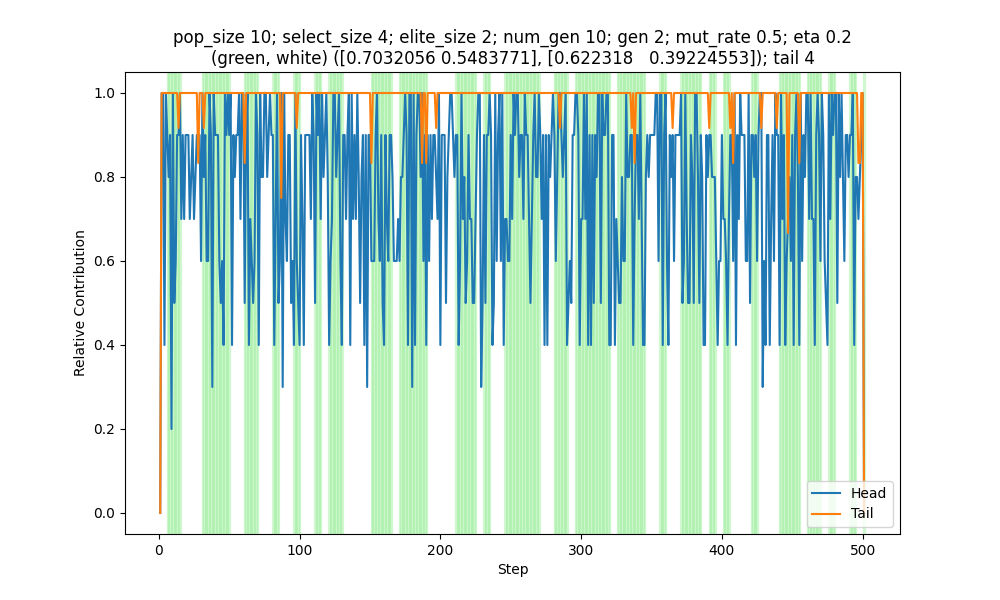 pop_size 10; select_size 4; elite_size 2; num_gen 10; gen 2; mut_rate 0.5; eta 0.2
(green, white) ([0.7032056 0.5483771], [0.622318   0.39224553]); tail 4
1.0
0.8
0.6
0.4
0.2
0.0
Relative Contribution
Head
Tail
0 100 200 300 400 500
Step